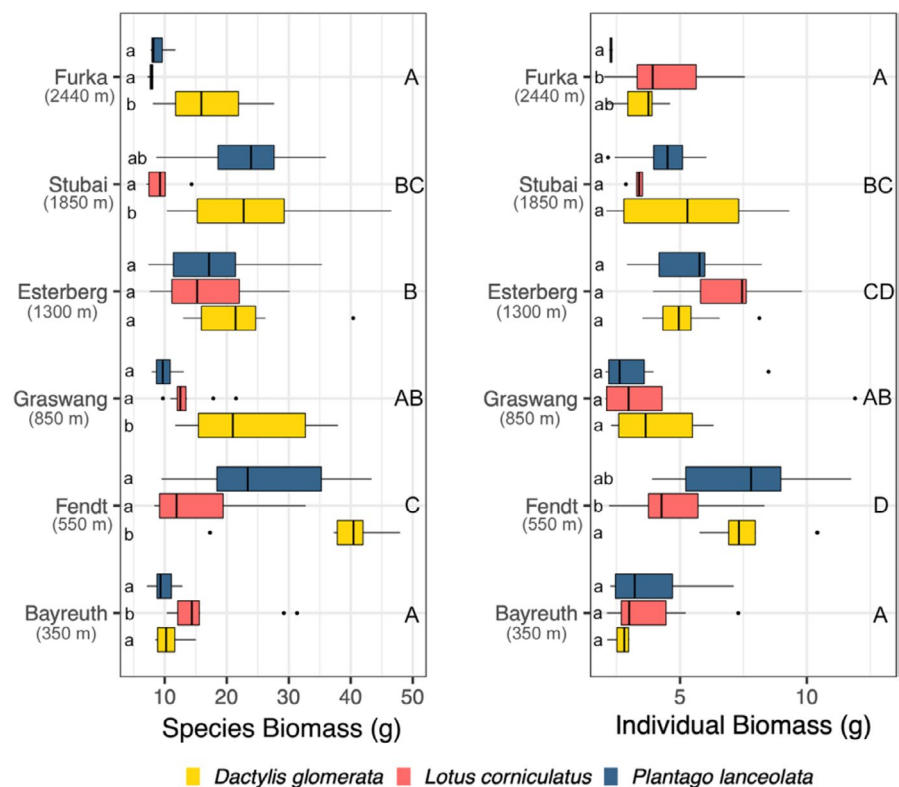 a
Furka a A
(2440 m) b
ab
Stubai a BC
(1850 m) b
a
Esterberg a B
(1300 m) a
a
Graswang a AB
(850 m) b
a
Fendt a C
(550 m) b
a
Bayreuth b A
(350 m) a
10 20 30 40 50
Species Biomass (g)
a
Furka b A
(2440 m) ab
a
Stubai a BC
(1850 m) a
a
Esterberg a CD
(1300 m) a
a
Graswang a AB
(850 m) a
ab
Fendt b D
(550 m) a
a
Bayreuth a A
(350 m) a
5 10
Individual Biomass (g)
Dactylis glomerata Lotus corniculatus Plantago lanceolata